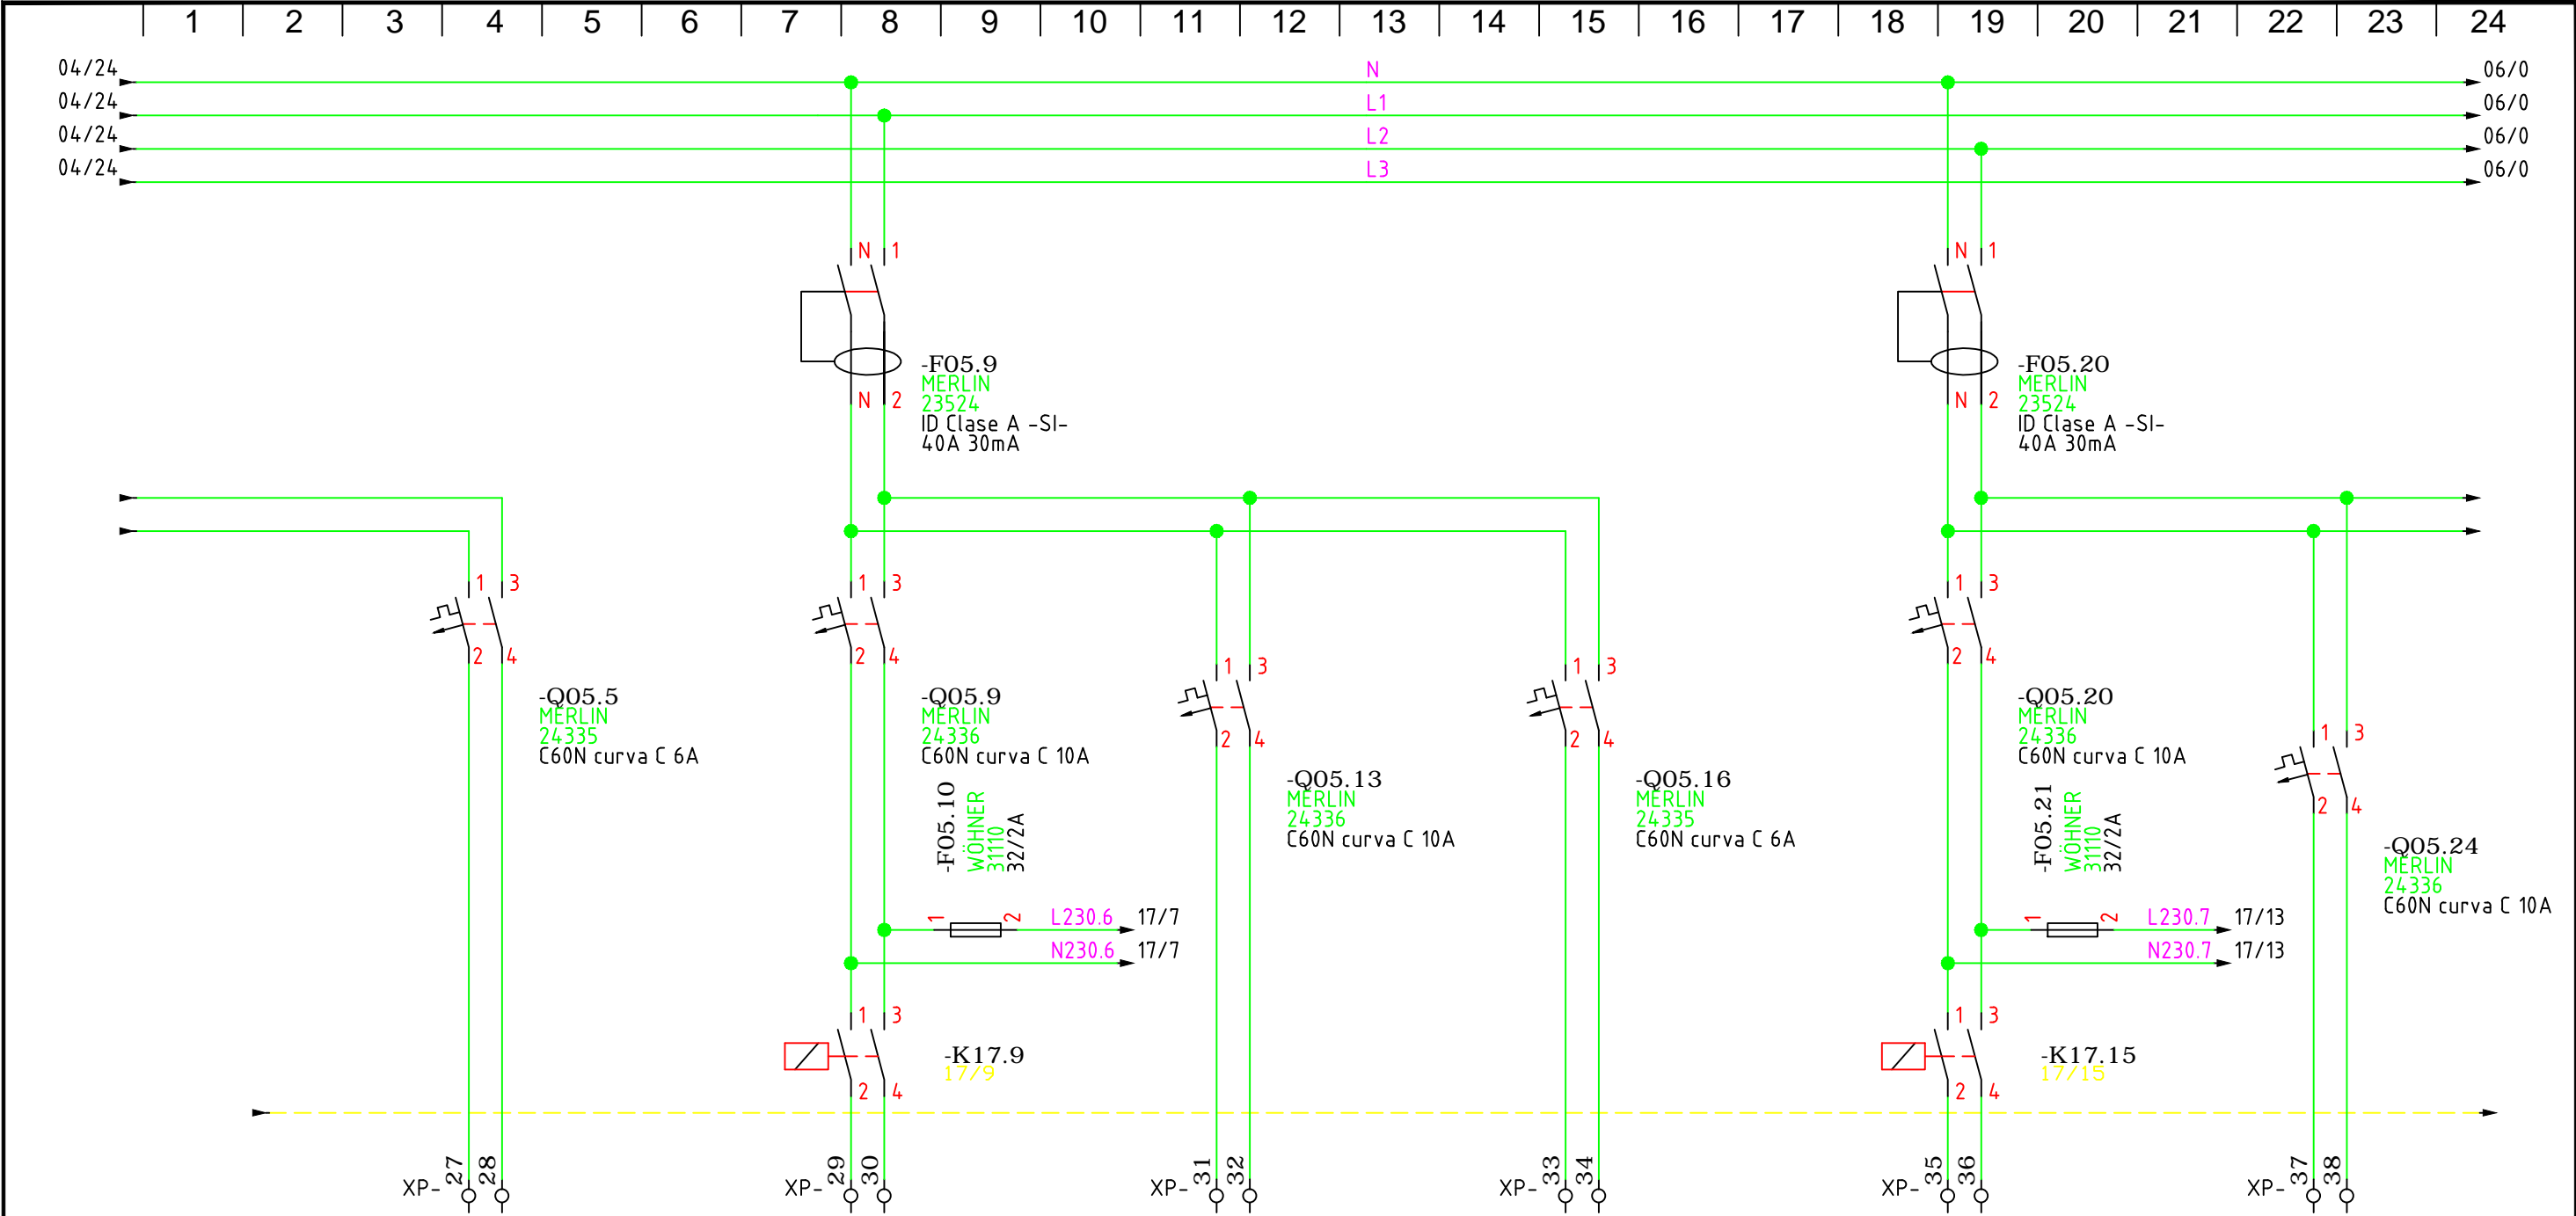 1 2 3 4 5 6 7 8 9 10 11 12 13 14 15 16 17 18 19 20 21 22 23 24
04/24 N 06/0
04/24 L1 06/0
04/24 L2 06/0
04/24 L3 06/0
N 1
N 2
-F05.9
MERLIN
23524
ID Clase A -SI-
40A 30mA
N 1
N 2
-F05.20
MERLIN
23524
ID Clase A -SI-
40A 30mA
1 3
2 4
-Q05.5
MERLIN
24335
C60N curva C 6A
1 3
2 4
-Q05.9
MERLIN
24336
C60N curva C 10A
1 3
2 4
-Q05.13
MERLIN
24336
C60N curva C 10A
1 3
2 4
-Q05.16
MERLIN
24335
C60N curva C 6A
1 3
2 4
-Q05.20
MERLIN
24336
C60N curva C 10A
1 3
2 4
-Q05.24
MERLIN
24336
C60N curva C 10A
-F05.10
WÖHNER
31110
32/2A
1 2 L230.6 17/7
N230.6 17/7
-F05.21
WÖHNER
31110
32/2A
1 2 L230.7 17/13
N230.7 17/13
1 3
2 4
-K17.9
17/9
1 3
2 4
-K17.15
17/15
XP- 27 28
XP- 29 30
XP- 31 32
XP- 33 34
XP- 35 36
XP- 37 38